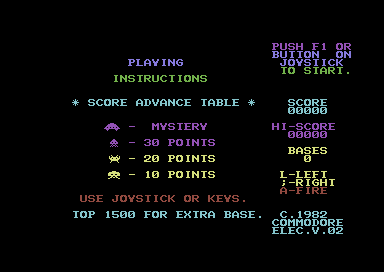 PUSH F1 OR
BUTTON ON
JOYSTICK
TO START.
PLAYING
INSTRUCTIONS
* SCORE ADVANCE TABLE *
- MYSTERY
- 30 POINTS
- 20 POINTS
- 10 POINTS
USE JOYSTICK OR KEYS.
TOP 1500 FOR EXTRA BASE.
SCORE
00000
HI-SCORE
00000
BASES
0
L-LEFT
;-RIGHT
A-FIRE
C.1982
COMMODORE
ELEC.V.02